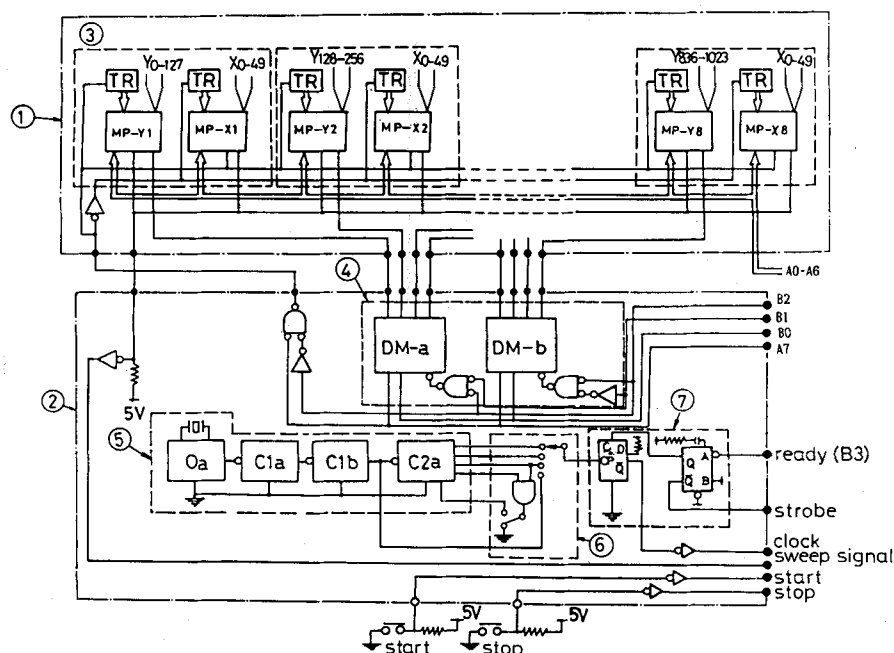 ③
Y0-127 X0-49 Y128-256 X0-49 Y836-1023 X0-49
TR TR TR TR TR TR
①
MP-Y1 MP-X1 MP-Y2 MP-X2 MP-Y8 MP-X8
A0-A6
④
B2
B1
B0
A7
DM-a DM-b
②
5V
⑤
⑦
Oa C1a C1b C2a
C D
P Q̅
Q A
Q̅ B
ready (B3)
strobe
⑥
clock
sweep signal
start
stop
5V 5V
start stop